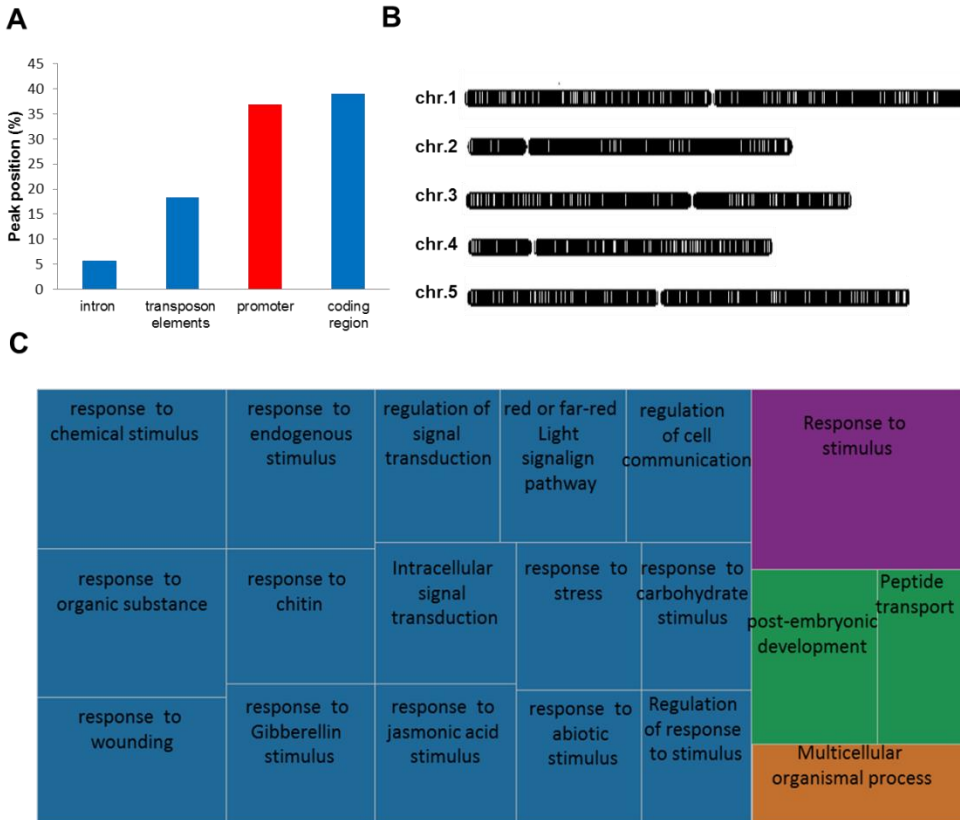 A
B
Peak position (%)
45
40
35
30
25
20
15
10
5
0
intron
transposon
elements
promoter
coding
region
chr.1
chr.2
chr.3
chr.4
chr.5
C
response to
chemical stimulus
response to
endogenous
stimulus
regulation of
signal
transduction
red or far-red
Light
signalign
pathway
regulation
of cell
communication
Response to
stimulus
response to
organic substance
response to
chitin
Intracellular
signal
transduction
response to
stress
response to
carbohydrate
stimulus
post-embryonic
development
Peptide
transport
response to
wounding
response to
Gibberellin
stimulus
response to
jasmonic acid
stimulus
response to
abiotic
stimulus
Regulation
of response
to stimulus
Multicellular
organismal process